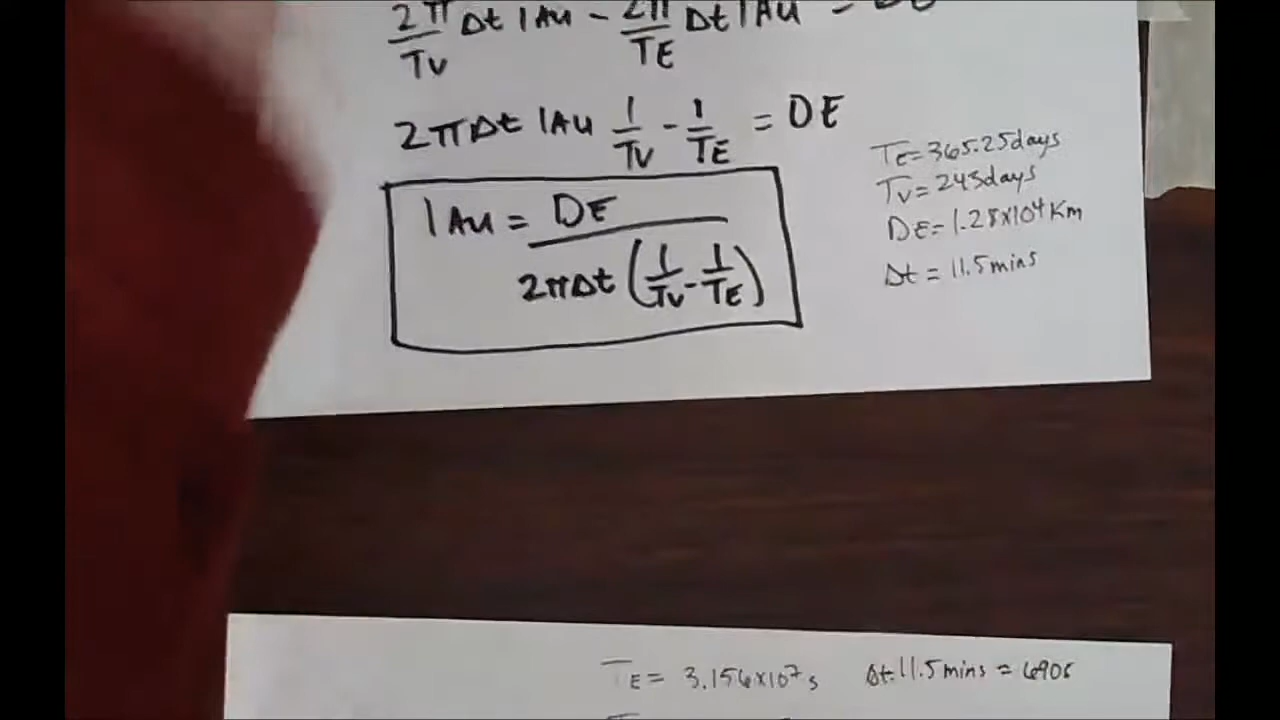 2π/Tv Δt 1AU - 2π/TE Δt 1AU = DE
2πΔt 1AU 1/Tv - 1/TE = DE
1AU = DE / 2πΔt (1/Tv - 1/TE)
TE = 365.25days
Tv = 243days
DE = 1.28x10⁴ Km
Δt = 11.5mins
TE = 3.156x10⁷ s Δt. 11.5mins = 690s